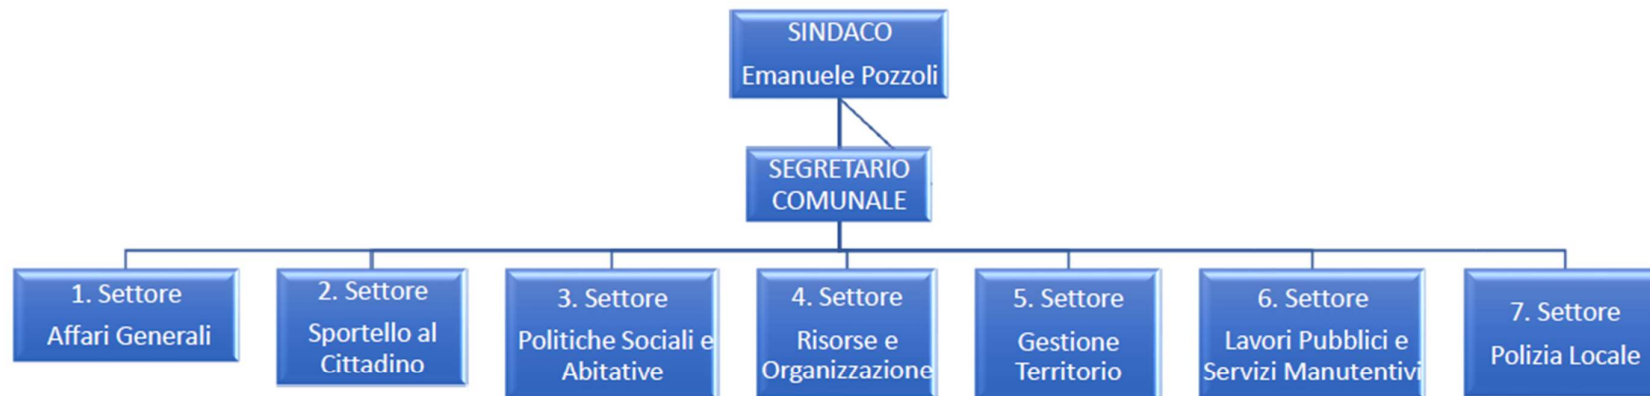 SINDACO
Emanuele Pozzoli
SEGRETARIO
COMUNALE
1. Settore
Affari Generali
2. Settore
Sportello al
Cittadino
3. Settore
Politiche Sociali e
Abitative
4. Settore
Risorse e
Organizzazione
5. Settore
Gestione
Territorio
6. Settore
Lavori Pubblici e
Servizi Manutentivi
7. Settore
Polizia Locale